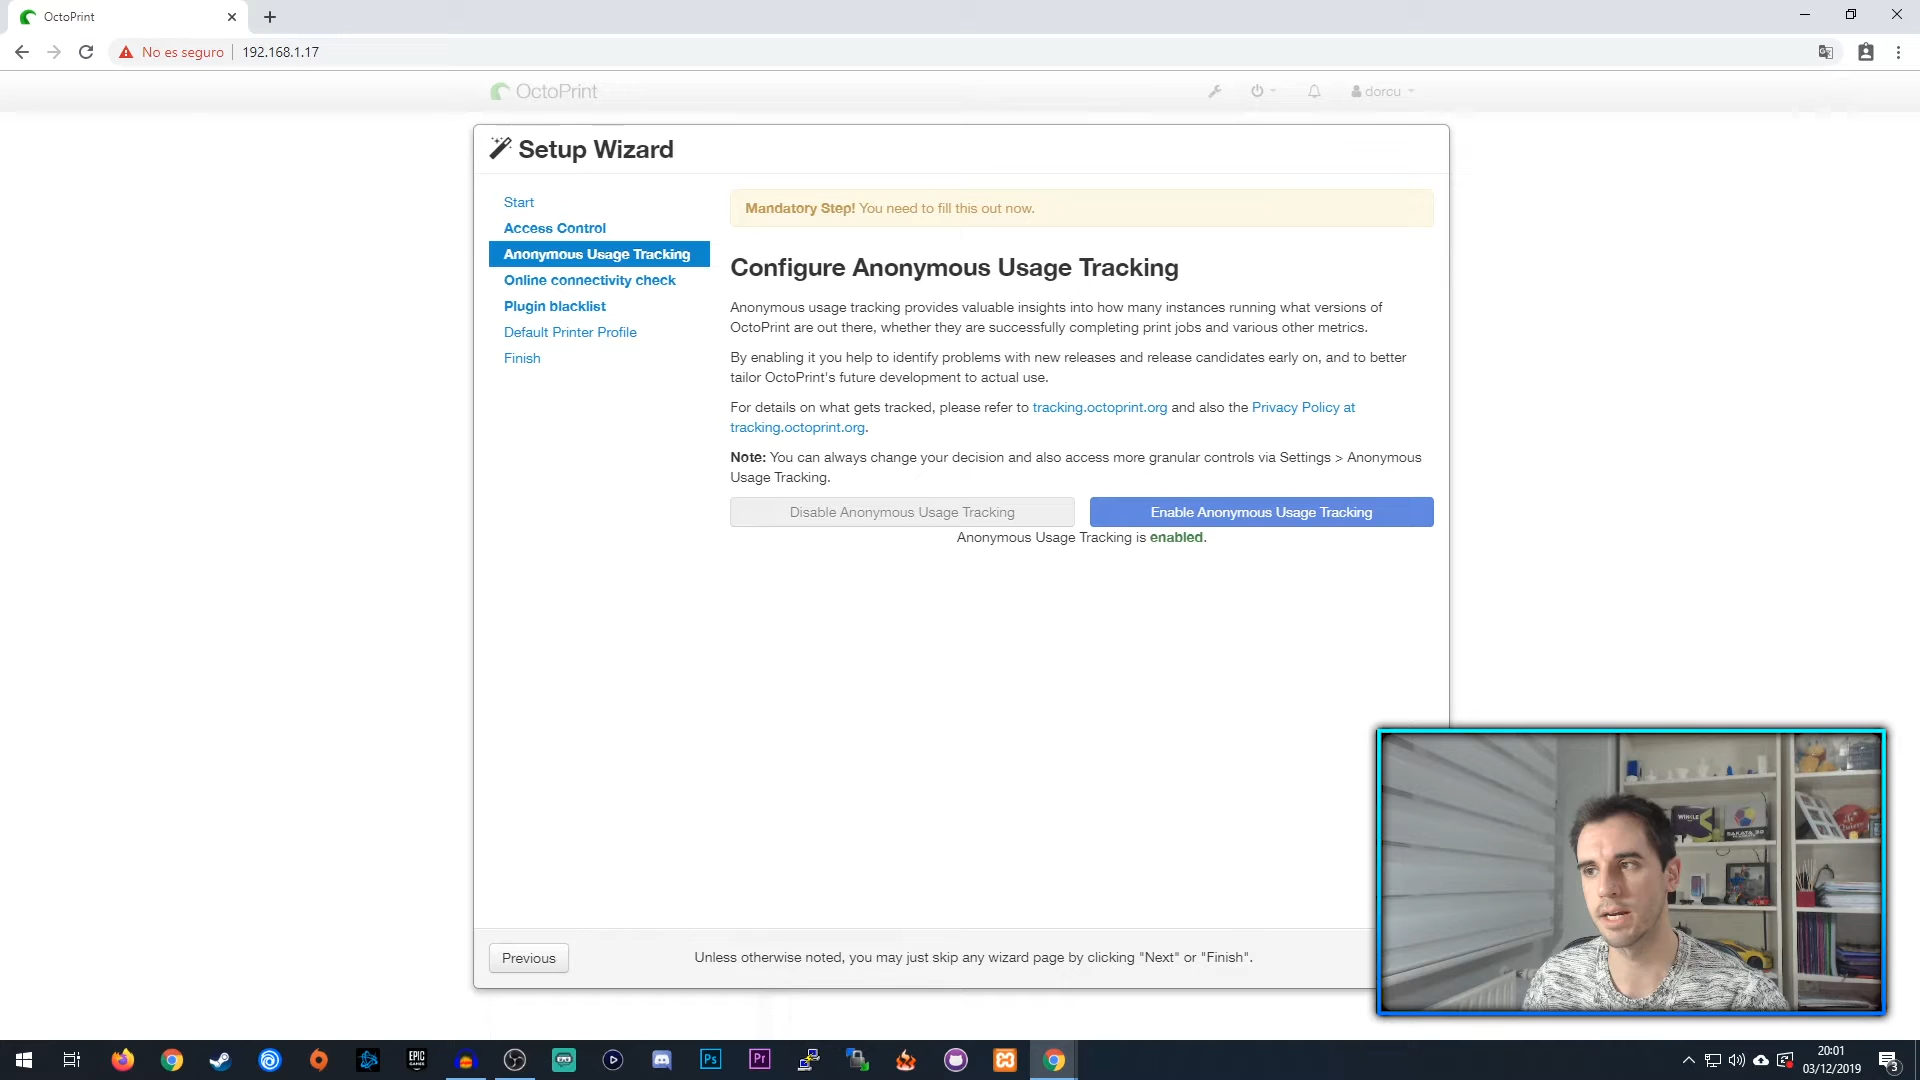 OctoPrint
No es seguro
192.168.1.17
OctoPrint
dorcu
Setup Wizard
Start
Access Control
Anonymous Usage Tracking
Online connectivity check
Plugin blacklist
Default Printer Profile
Finish
Mandatory Step! You need to fill this out now.
Configure Anonymous Usage Tracking
Anonymous usage tracking provides valuable insights into how many instances running what versions of
OctoPrint are out there, whether they are successfully completing print jobs and various other metrics.
By enabling it you help to identify problems with new releases and release candidates early on, and to better
tailor OctoPrint's future development to actual use.
For details on what gets tracked, please refer to tracking.octoprint.org and also the Privacy Policy at
tracking.octoprint.org.
Note: You can always change your decision and also access more granular controls via Settings > Anonymous
Usage Tracking.
Disable Anonymous Usage Tracking
Enable Anonymous Usage Tracking
Anonymous Usage Tracking is enabled.
Previous
Unless otherwise noted, you may just skip any wizard page by clicking "Next" or "Finish".
WINKLE
SAKATA 3D
EPIC
GAMES
Ps
Pr
20:01
03/12/2019
3